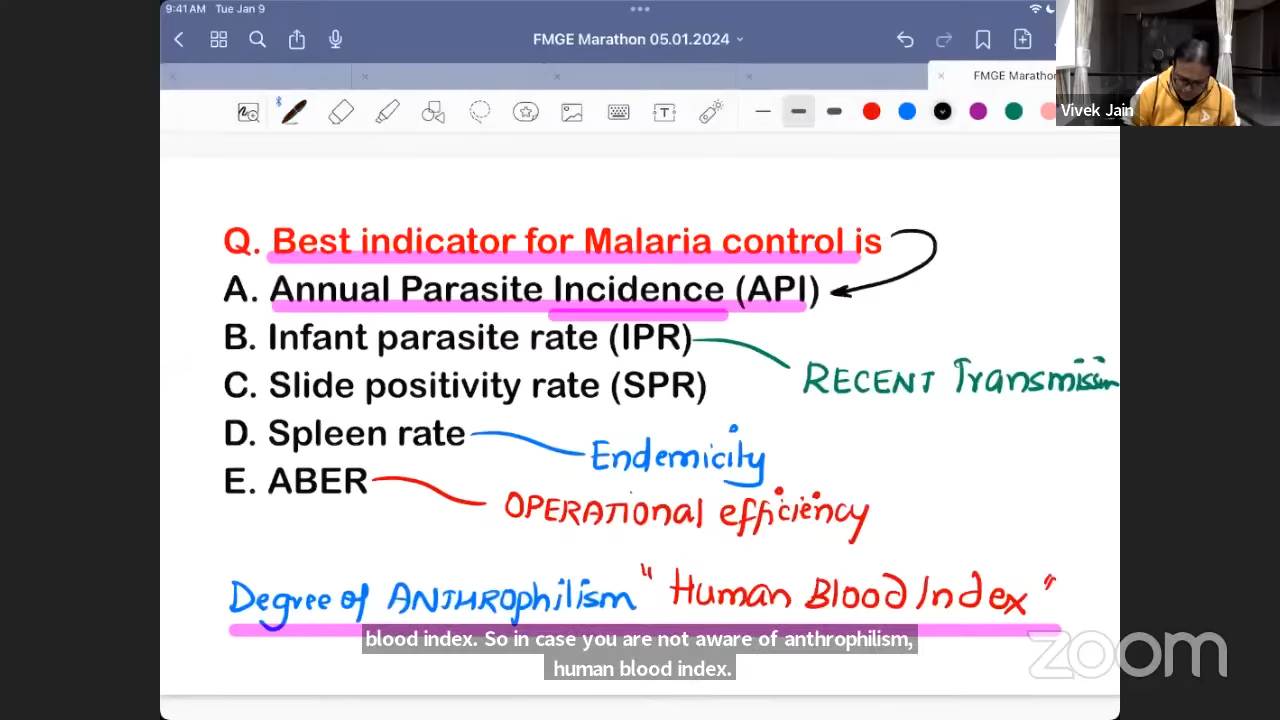 9:41 AM Tue Jan 9
FMGE Marathon 05.01.2024
FMGE Marathon
Vivek Jain
Q. Best indicator for Malaria control is
A. Annual Parasite Incidence (API)
B. Infant parasite rate (IPR)
RECENT Transmission
C. Slide positivity rate (SPR)
D. Spleen rate
Endemicity
E. ABER
OPERATIonal efficiency
Degree of ANTHROphilism "Human Blood Index"
blood index. So in case you are not aware of anthrophilism,
human blood index.
zoom